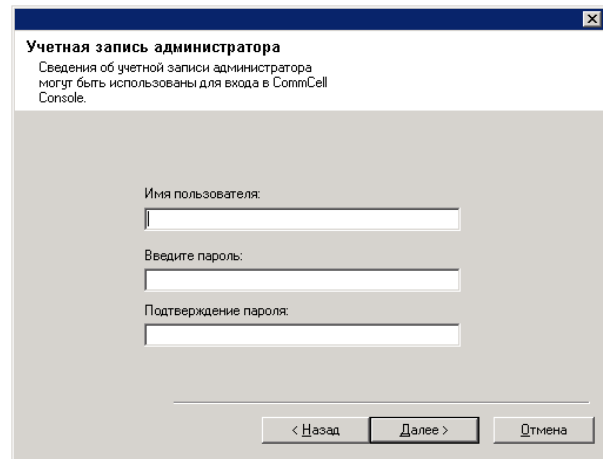 Учетная запись администратора
Сведения об учетной записи администратора
могут быть использованы для входа в CommCell
Console.
Имя пользователя:
Введите пароль:
Подтверждение пароля:
< Назад
Далее >
Отмена